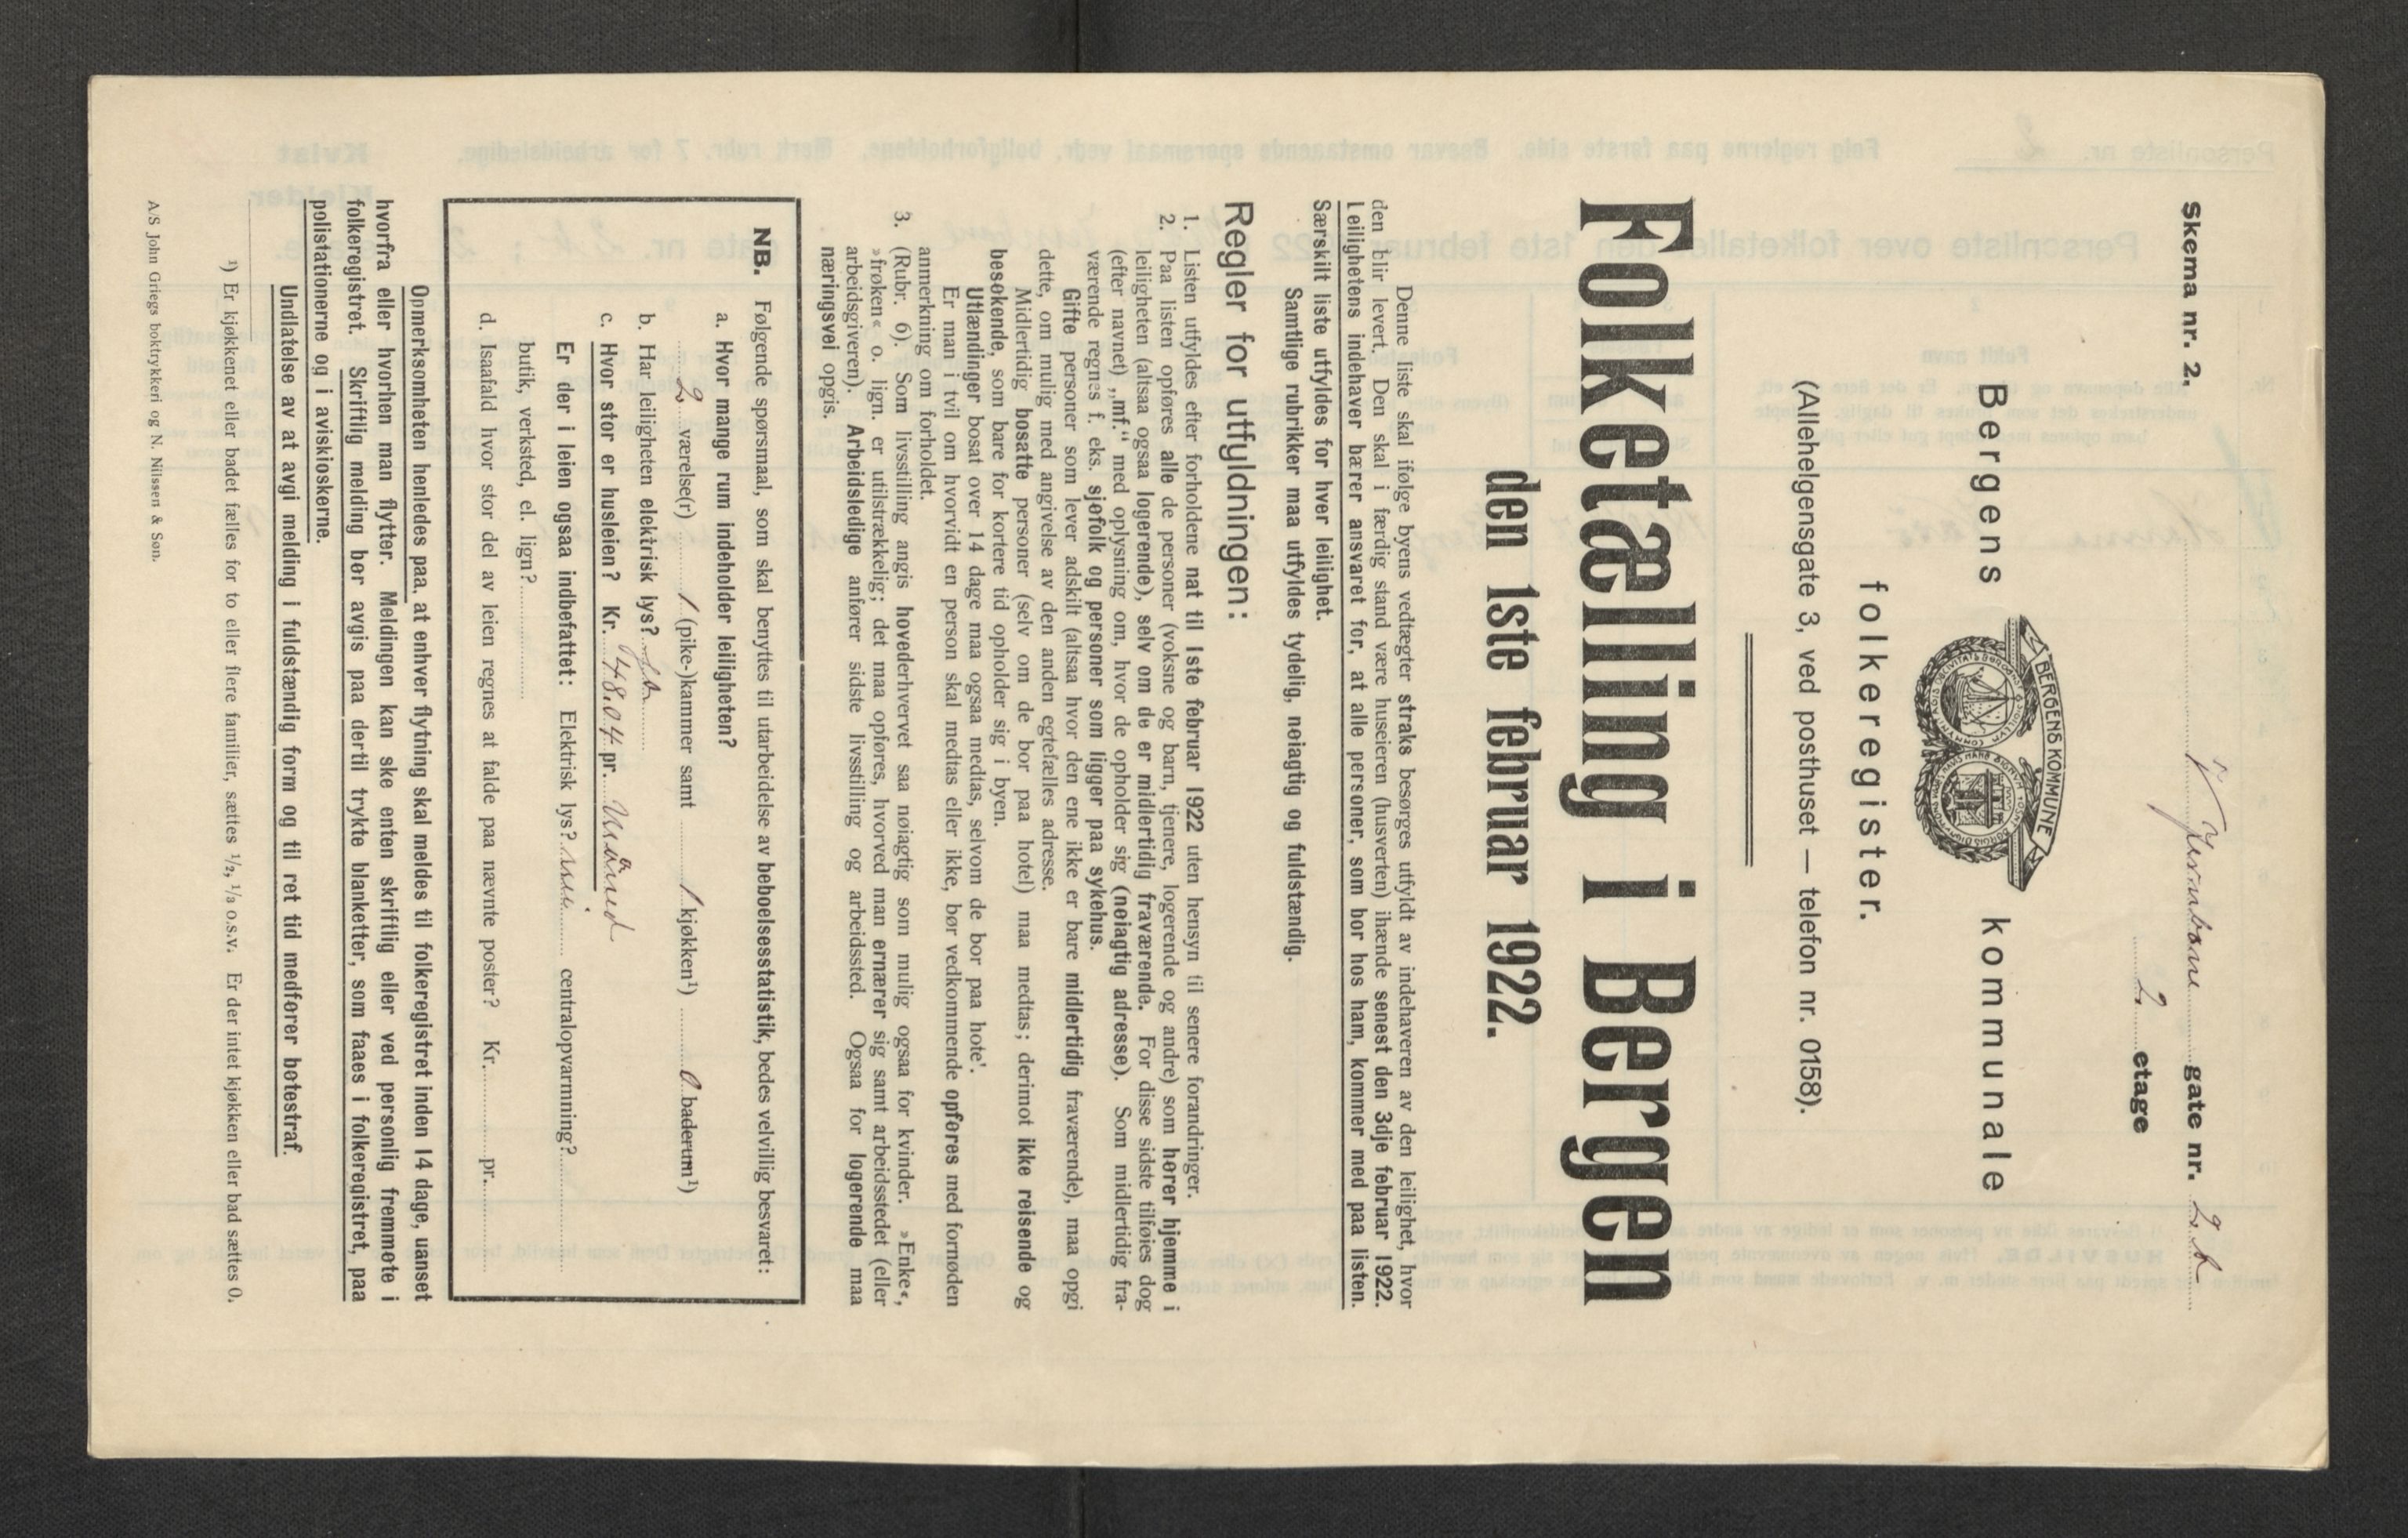 Skema nr. 2.
gate nr. 2 b
2. etage
Bergens kommunale
BERGENS KOMMUNE
folkeregister.
(Allehelgensgate 3, ved posthuset — telefon nr. 0158).
Folketælling i Bergen
den 1ste februar 1922.
Denne liste skal ifølge byens vedtægter straks besørges utfyldt av indehaveren av den leilighet, hvor
den blir levert. Den skal i færdig stand være huseieren (husverten) ihænde senest den 3dje februar 1922.
Leilighetens indehaver bærer ansvaret for, at alle personer, som bor hos ham, kommer med paa listen.
Særskilt liste utfyldes for hver leilighet.
Samtlige rubrikker maa utfyldes tydelig, nøiagtig og fuldstændig.
Regler for utfyldningen:
1. Listen utfyldes efter forholdene nat til 1ste februar 1922 uten hensyn til senere forandringer.
2. Paa listen opføres alle de personer (voksne og barn, tjenere, logerende og andre) som hører hjemme i
leiligheten (altsaa ogsaa logerende), selv om de er midlertidig fraværende. For disse sidste tilføies dog
(efter navnet) „mf.“ med oplysning om, hvor de opholder sig (nøiagtig adresse). Som midlertidig fra-
værende regnes f. eks. sjøfolk og personer som ligger paa sykehus.
Gifte personer som lever adskilt (altsaa hvor den ene ikke er bare midlertidig fraværende), maa opgi
dette, om mulig med angivelse av den anden egtefælles adresse.
Midlertidig bosatte personer (selv om de bor paa hotel) maa medtas; derimot ikke reisende og
besøkende, som bare for kortere tid opholder sig i byen.
Utlændinger bosat over 14 dage maa ogsaa medtas, selvom de bor paa hote'.
Er man i tvil om hvorvidt en person skal medtas eller ikke, bør vedkommende opføres med fornøden
anmerkning om forholdet.
3. (Rubr. 6). Som livsstilling angis hovederhvervet saa nøiagtig som mulig ogsaa for kvinder. »Enke«,
»frøken« o. lign. er utilstrækkelig; det maa opføres, hvorved man ernærer sig samt arbeidsstedet (eller
arbeidsgiveren). Arbeidsledige anfører sidste livsstilling og arbeidssted. Ogsaa for logerende maa
næringsvei opgis.
NB. Følgende spørsmaal, som skal benyttes til utarbeidelse av beboelsesstatistik, bedes velvillig besvaret:
a. Hvor mange rum indeholder leiligheten?
2 værelse(r) 1 (pike-)kammer samt 1 kjøkken¹) 0 baderum¹)
b. Har leiligheten elektrisk lys? Ja
c. Hvor stor er husleien? Kr. 48.04 pr. Måned
Er der i leien ogsaa indbefattet: Elektrisk lys? centralopvarmning?
butik, verksted, el. lign?
d. Isaafald hvor stor del av leien regnes at falde paa nævnte poster? Kr. pr.
Opmerksomheten henledes paa, at enhver flytning skal meldes til folkeregistret inden 14 dage, uanset
hvorfra eller hvorhen man flytter. Meldingen kan ske enten skriftlig eller ved personlig fremmøte i
folkeregistret. Skriftlig melding bør avgis paa dertil trykte blanketter, som faaes i folkeregistret, paa
polistationerne og i aviskioskerne.
Undlatelse av at avgi melding i fuldstændig form og til ret tid medfører bøtestraf.
¹) Er kjøkkenet eller badet fælles for to eller flere familier, sættes ¹/₂, ¹/₃ o.s.v. Er der intet kjøkken eller bad sættes 0.
A/S John Griegs boktrykkeri og N. Nilssen & Søn.